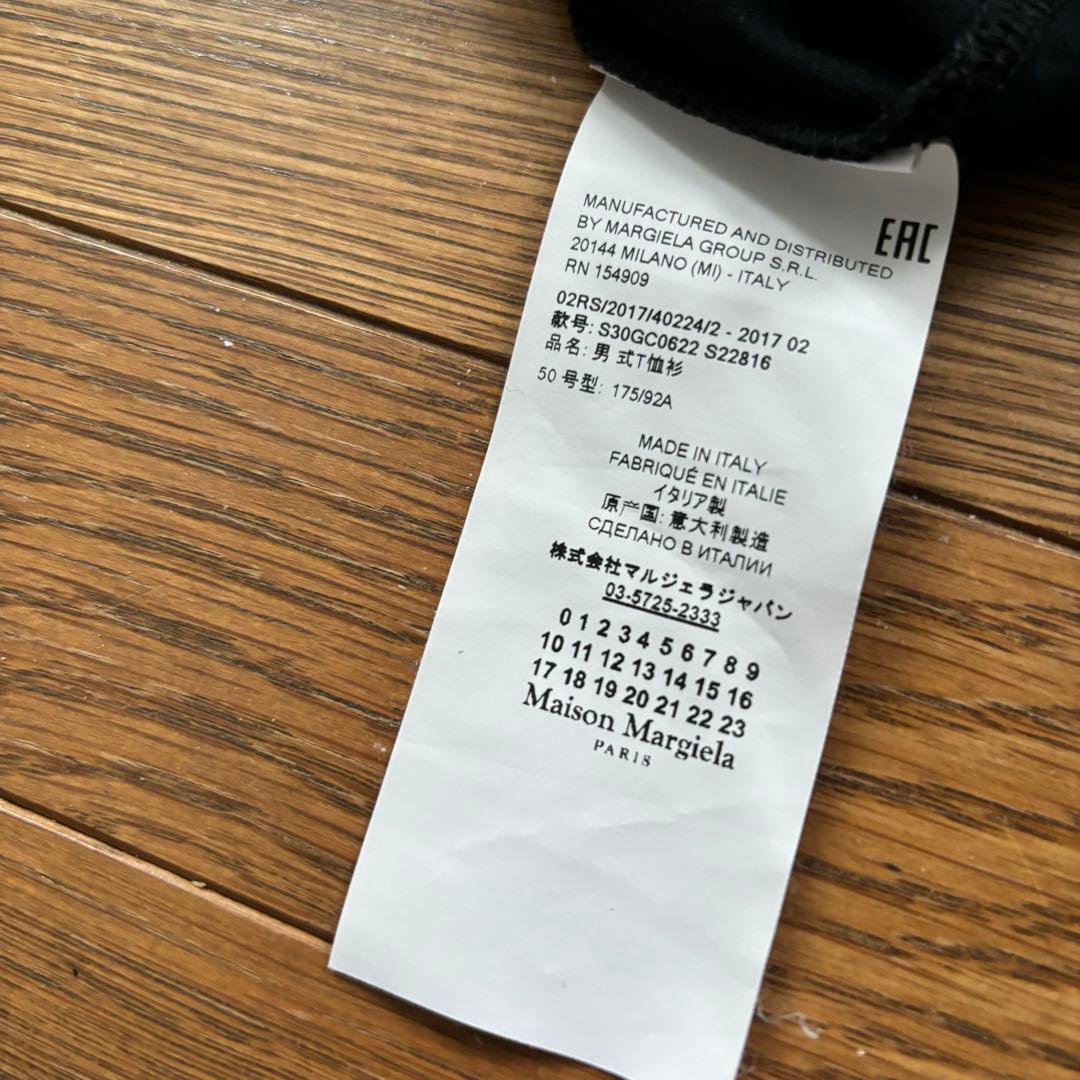 MANUFACTURED AND DISTRIBUTED
BY MARGIELA GROUP S.R.L.
20144 MILANO (MI) - ITALY
RN 154909
EAC
02RS/2017/40224/2 - 2017 02
款号: S30GC0622 S22816
品名: 男 式T恤衫
50 号型: 175/92A
MADE IN ITALY
FABRIQUÉ EN ITALIE
イタリア製
原产国: 意大利製造
СДЕЛАНО В ИТАЛИИ
株式会社マルジェラジャパン
03-5725-2333
0 1 2 3 4 5 6 7 8 9
10 11 12 13 14 15 16
17 18 19 20 21 22 23
Maison Margiela
PARIS